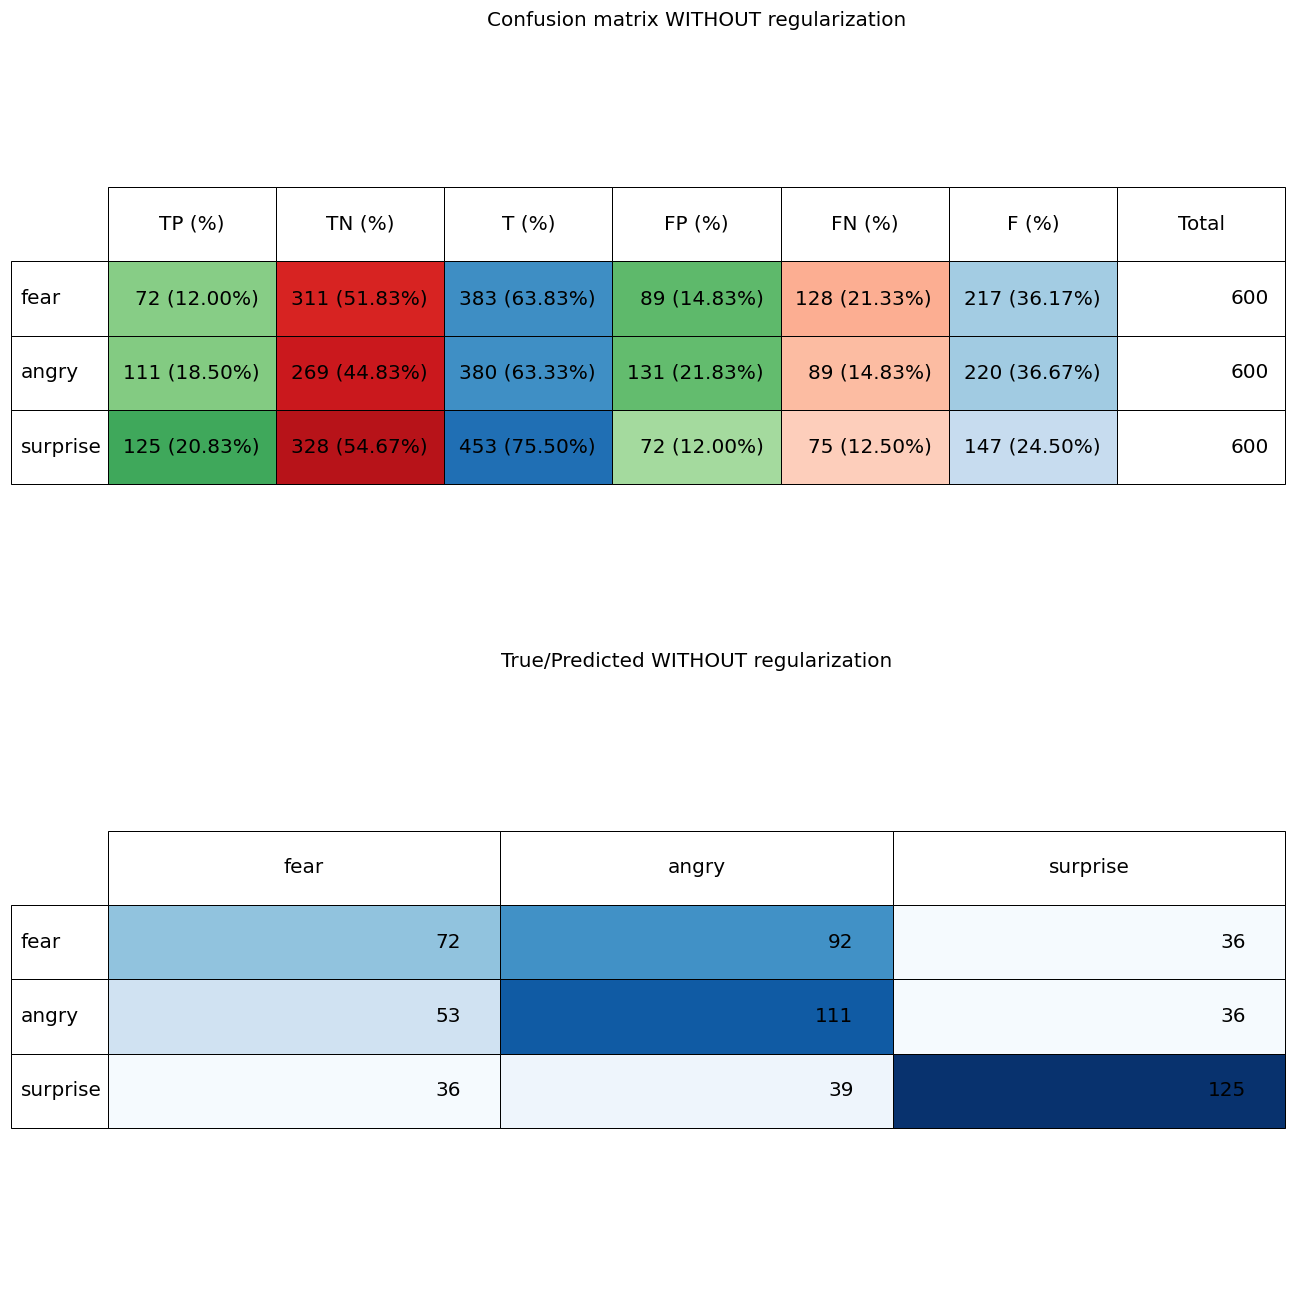 Confusion matrix WITHOUT regularization
TP (%) TN (%) T (%) FP (%) FN (%) F (%) Total
fear 72 (12.00%) 311 (51.83%) 383 (63.83%) 89 (14.83%) 128 (21.33%) 217 (36.17%) 600
angry 111 (18.50%) 269 (44.83%) 380 (63.33%) 131 (21.83%) 89 (14.83%) 220 (36.67%) 600
surprise 125 (20.83%) 328 (54.67%) 453 (75.50%) 72 (12.00%) 75 (12.50%) 147 (24.50%) 600
True/Predicted WITHOUT regularization
fear angry surprise
fear 72 92 36
angry 53 111 36
surprise 36 39 125